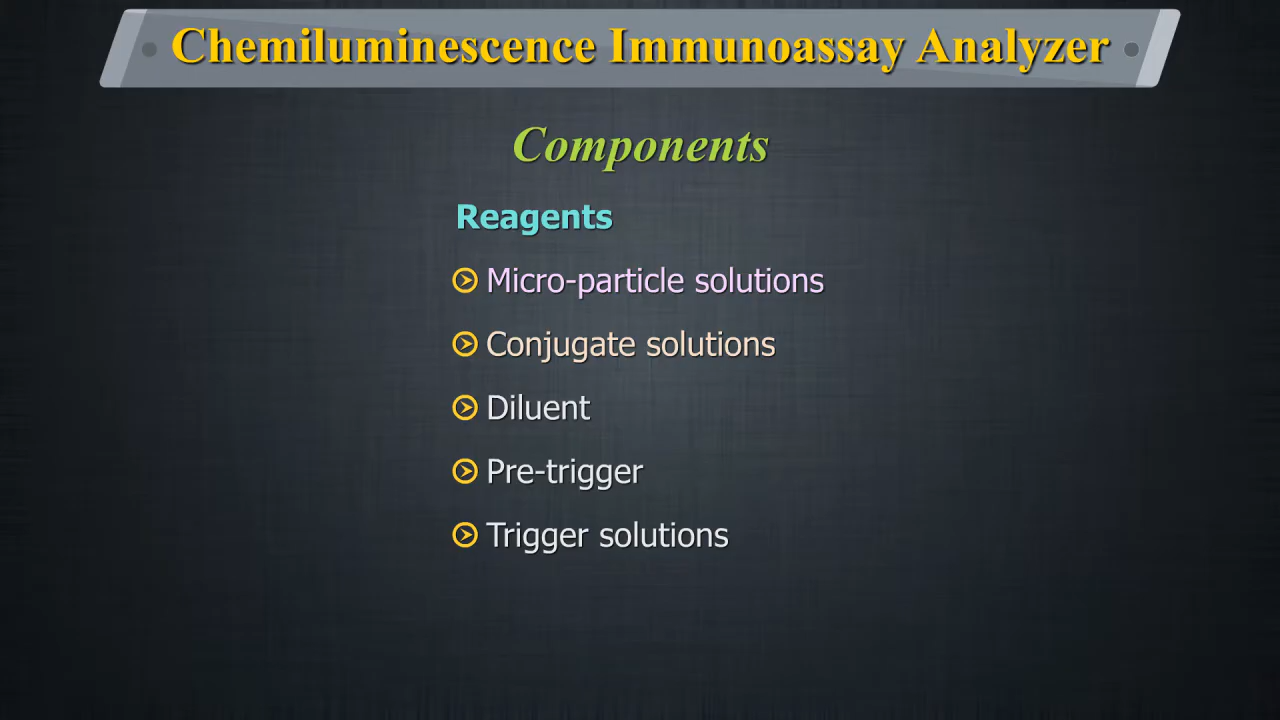 Chemiluminescence Immunoassay Analyzer
Components
Reagents
Micro-particle solutions
Conjugate solutions
Diluent
Pre-trigger
Trigger solutions